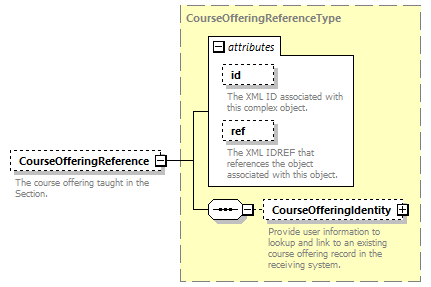 CourseOfferingReferenceType
attributes
id
The XML ID associated with
this complex object.
ref
The XML IDREF that
references the object
associated with this object.
CourseOfferingReference
The course offering taught in the
Section.
CourseOfferingIdentity
Provide user information to
lookup and link to an existing
course offering record in the
receiving system.